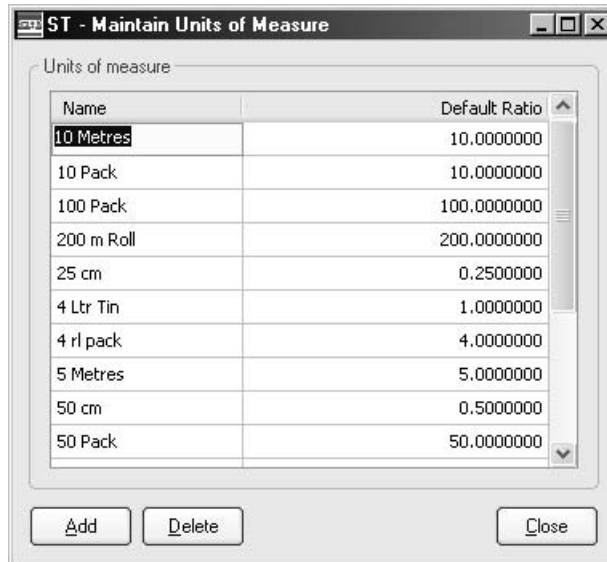 ST - Maintain Units of Measure
Units of measure
Name Default Ratio
10 Metres 10.0000000
10 Pack 10.0000000
100 Pack 100.0000000
200 m Roll 200.0000000
25 cm 0.2500000
4 Ltr Tin 1.0000000
4 rl pack 4.0000000
5 Metres 5.0000000
50 cm 0.5000000
50 Pack 50.0000000
Add Delete Close